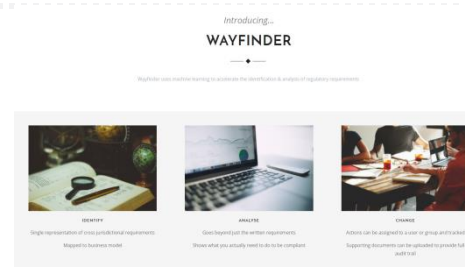 Introducing...
WAYFINDER
Wayfinder uses machine learning to accelerate the identification & analysis of regulatory requirements
IDENTIFY
Single representation of cross jurisdictional requirements
Mapped to business model
ANALYSE
Goes beyond just the written requirements
Shows what you actually need to do to be compliant
CHANGE
Actions can be assigned to a user or group and tracked
Supporting documents can be uploaded to provide full
audit trail